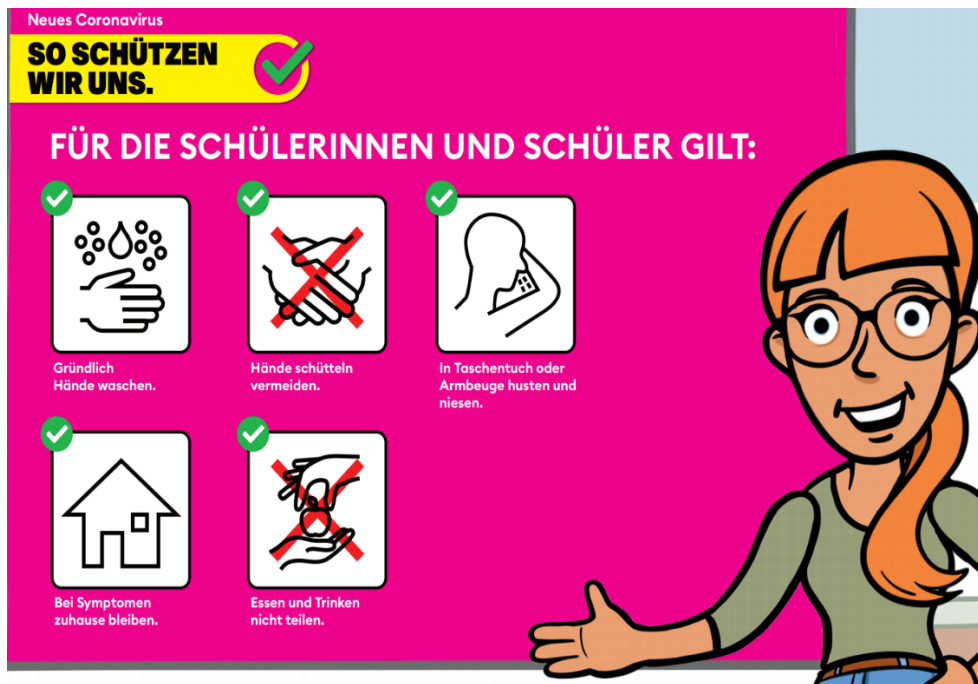 Neues Coronavirus
SO SCHÜTZEN
WIR UNS.
FÜR DIE SCHÜLERINNEN UND SCHÜLER GILT:
Gründlich
Hände waschen.
Hände schütteln
vermeiden.
In Taschentuch oder
Armbeuge husten und
niesen.
Bei Symptomen
zuhause bleiben.
Essen und Trinken
nicht teilen.